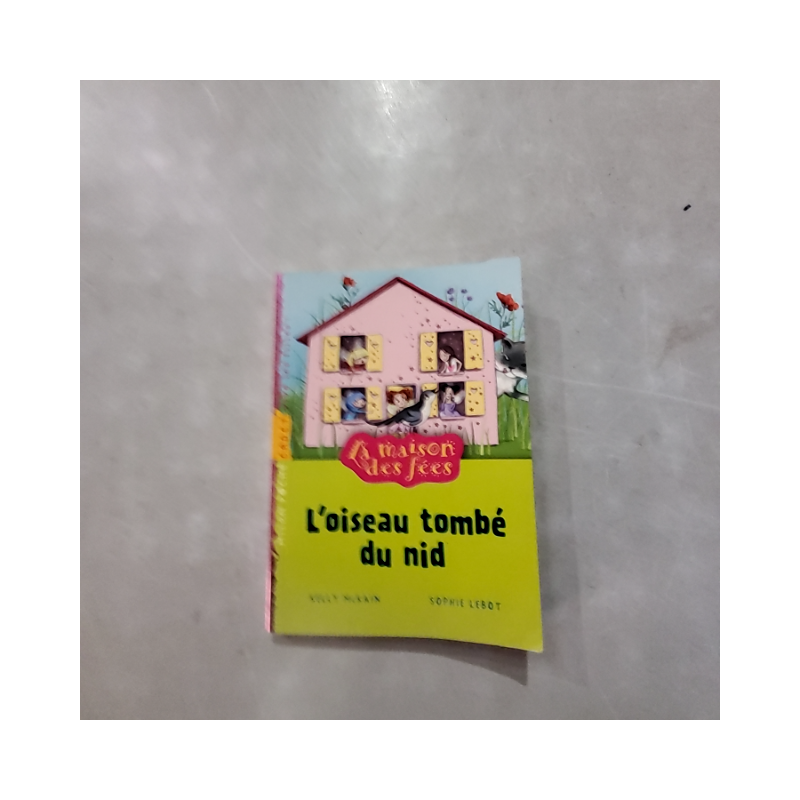 La maison
des fées
L'oiseau tombé
du nid
KELLY McKAIN
SOPHIE LEBOT